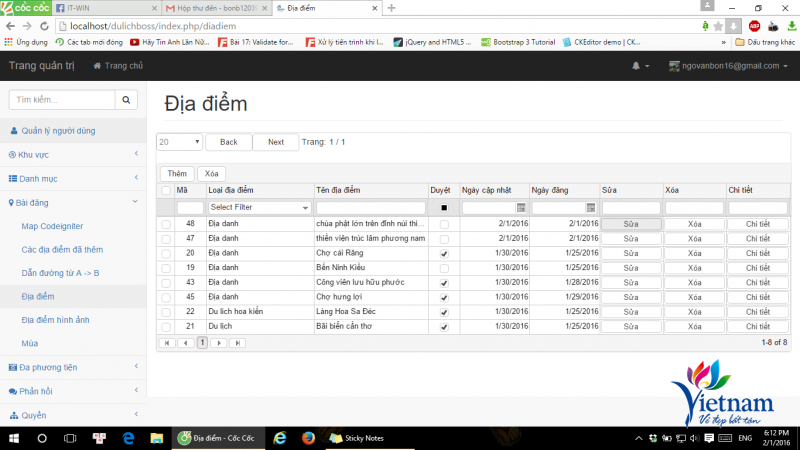 CỐC CỐC
IT-WIN
Hộp thư đến - bonb1203
Địa điểm
localhost/dulichboss/index.php/diadiem
Ứng dụng
Các tab mới đóng
Hãy Tin Anh Lần Nữ...
Bài 17: Validate for...
Xử lý tiến trình khi l...
jQuery and HTML5 ...
Bootstrap 3 Tutorial
CKEditor demo | CK...
Dấu trang khác
Trang quản trị
Trang chủ
ngovanbon16@gmail.com
Tìm kiếm...
Quản lý người dùng
Khu vực
Danh mục
Bài đăng
Map Codeigniter
Các địa điểm đã thêm
Dẫn đường từ A -> B
Địa điểm
Địa điểm hình ảnh
Mùa
Đa phương tiện
Phản hồi
Quyền
Địa điểm
20 Back Next Trang: 1 / 1
Thêm Xóa
Mã Loại địa điểm Tên địa điểm Duyệt Ngày cập nhật Ngày đăng Sửa Xóa Chi tiết
Select Filter
48 Địa danh chùa phật lớn trên đỉnh núi thi... 2/1/2016 2/1/2016 Sửa Xóa Chi tiết
47 Địa danh thiền viện trúc lâm phương nam 2/1/2016 2/1/2016 Sửa Xóa Chi tiết
20 Địa danh Chợ cái Răng 1/30/2016 1/25/2016 Sửa Xóa Chi tiết
19 Địa danh Bến Ninh Kiều 1/30/2016 1/25/2016 Sửa Xóa Chi tiết
43 Địa danh Công viên lưu hữu phước 1/30/2016 1/28/2016 Sửa Xóa Chi tiết
45 Địa danh Chợ hưng lợi 1/30/2016 1/29/2016 Sửa Xóa Chi tiết
22 Du lịch hoa kiển Làng Hoa Sa Đéc 1/30/2016 1/25/2016 Sửa Xóa Chi tiết
21 Du lịch Bãi biển cần thơ 1/30/2016 1/25/2016 Sửa Xóa Chi tiết
1
1-8 of 8
Vietnam
Vẻ đẹp bất tận
Địa điểm - Cốc Cốc
Sticky Notes
ENG
6:12 PM
2/1/2016